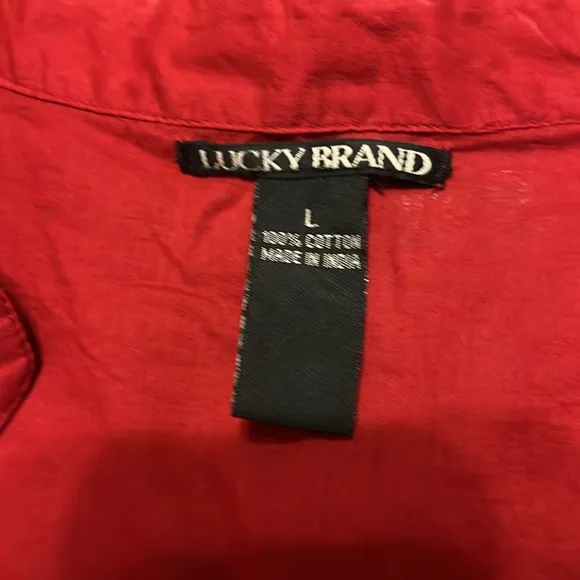 LUCKY BRAND
L
100% COTTON
MADE IN INDIA